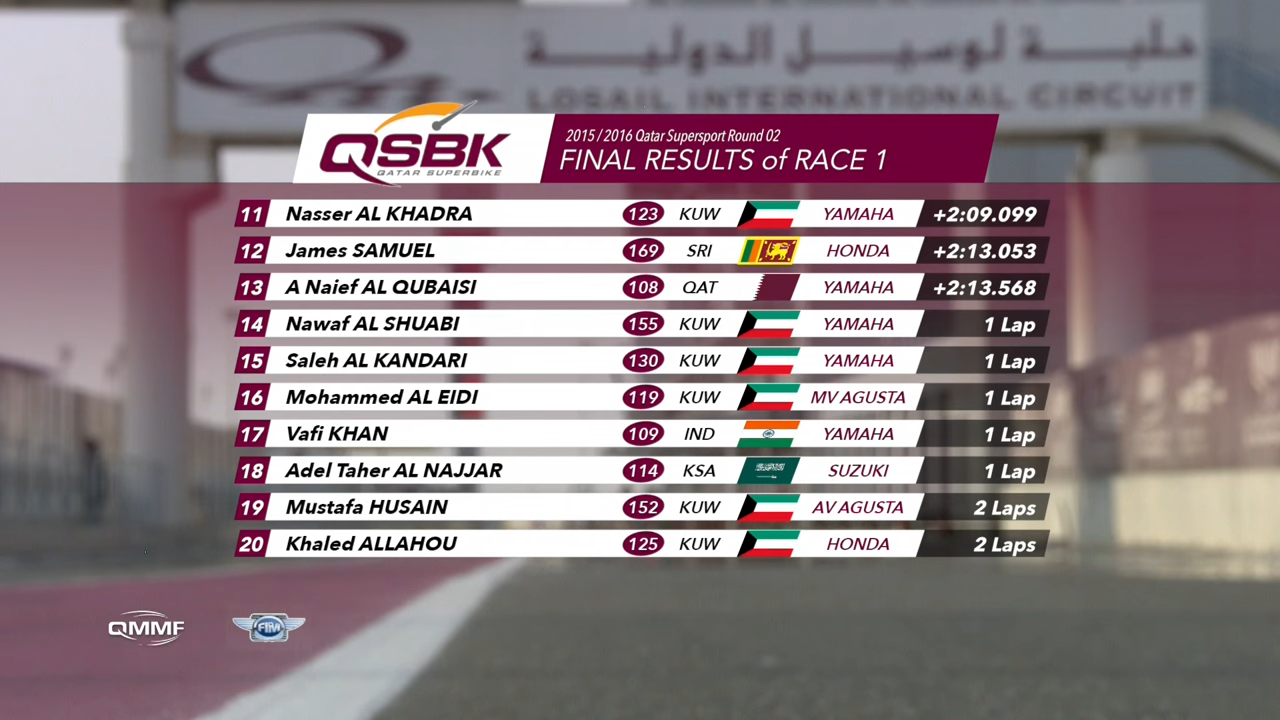 حلبة لوسيل الدولية
LOSAIL INTERNATIONAL CIRCUIT
QSBK
QATAR SUPERBIKE
2015 / 2016 Qatar Supersport Round 02
FINAL RESULTS of RACE 1
11 Nasser AL KHADRA 123 KUW YAMAHA +2:09.099
12 James SAMUEL 169 SRI HONDA +2:13.053
13 A Naief AL QUBAISI 108 QAT YAMAHA +2:13.568
14 Nawaf AL SHUABI 155 KUW YAMAHA 1 Lap
15 Saleh AL KANDARI 130 KUW YAMAHA 1 Lap
16 Mohammed AL EIDI 119 KUW MV AGUSTA 1 Lap
17 Vafi KHAN 109 IND YAMAHA 1 Lap
18 Adel Taher AL NAJJAR 114 KSA SUZUKI 1 Lap
19 Mustafa HUSAIN 152 KUW AV AGUSTA 2 Laps
20 Khaled ALLAHOU 125 KUW HONDA 2 Laps
QMMF
FIM